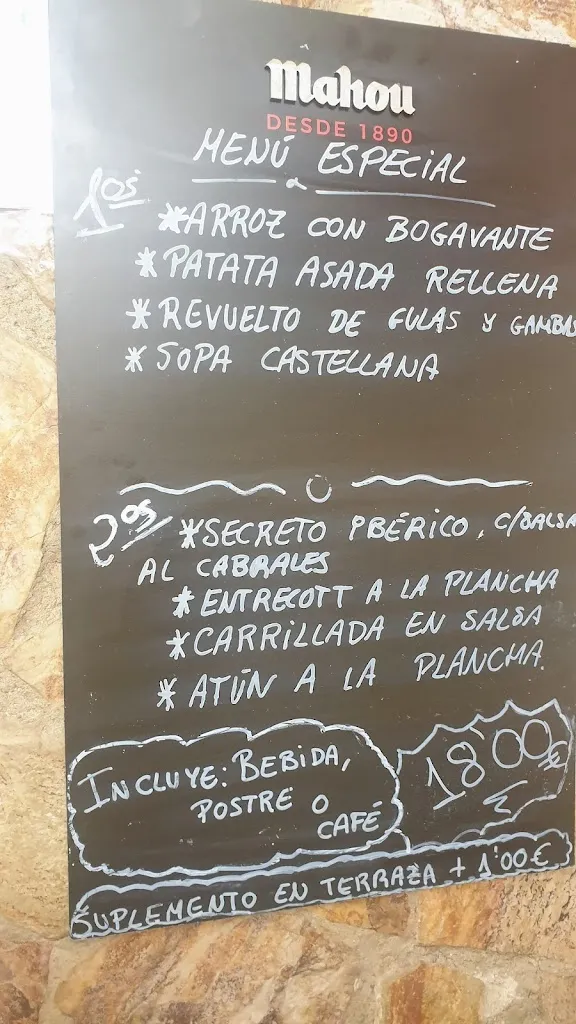 mahou
DESDE 1890
MENÚ ESPECIAL
1os
*ARROZ CON BOGAVANTE
*PATATA ASADA RELLENA
*REVUELTO DE GULAS Y GAMBAS
*SOPA CASTELLANA
2os
*SECRETO IBÉRICO, C/SALSA
AL CABRALES
*ENTRECOTT A LA PLANCHA
*CARRILLADA EN SALSA
*ATÚN A LA PLANCHA
INCLUYE: BEBIDA,
POSTRE O
CAFÉ
18'00€
SUPLEMENTO EN TERRAZA + 1'00€